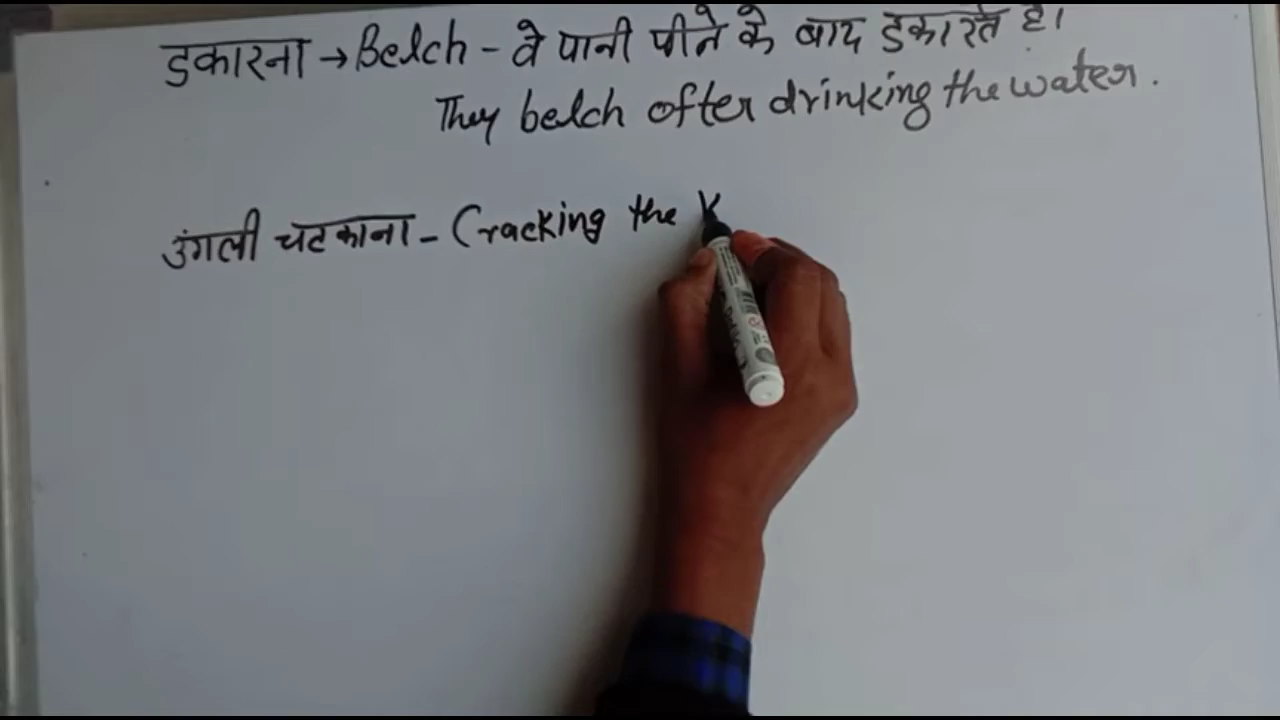 डकारना → Belch - वे पानी पीने के बाद डकारते है।
They belch ofter drinking the water.
उंगली चटकाना - Cracking the K